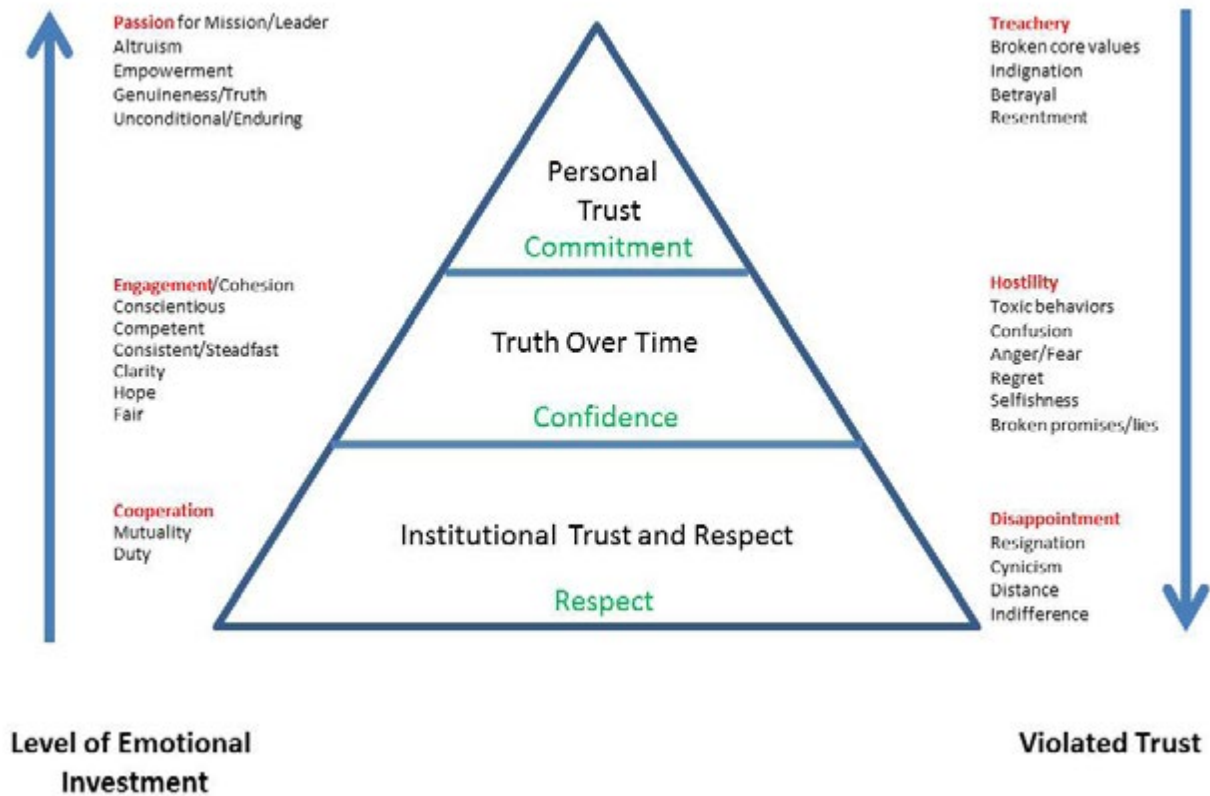 Passion for Mission/Leader
Altruism
Empowerment
Genuineness/Truth
Unconditional/Enduring
Treachery
Broken core values
Indignation
Betrayal
Resentment
Personal
Trust
Commitment
Engagement/Cohesion
Conscientious
Competent
Consistent/Steadfast
Clarity
Hope
Fair
Truth Over Time
Confidence
Hostility
Toxic behaviors
Confusion
Anger/Fear
Regret
Selfishness
Broken promises/lies
Cooperation
Mutuality
Duty
Institutional Trust and Respect
Respect
Disappointment
Resignation
Cynicism
Distance
Indifference
Level of Emotional
Investment
Violated Trust